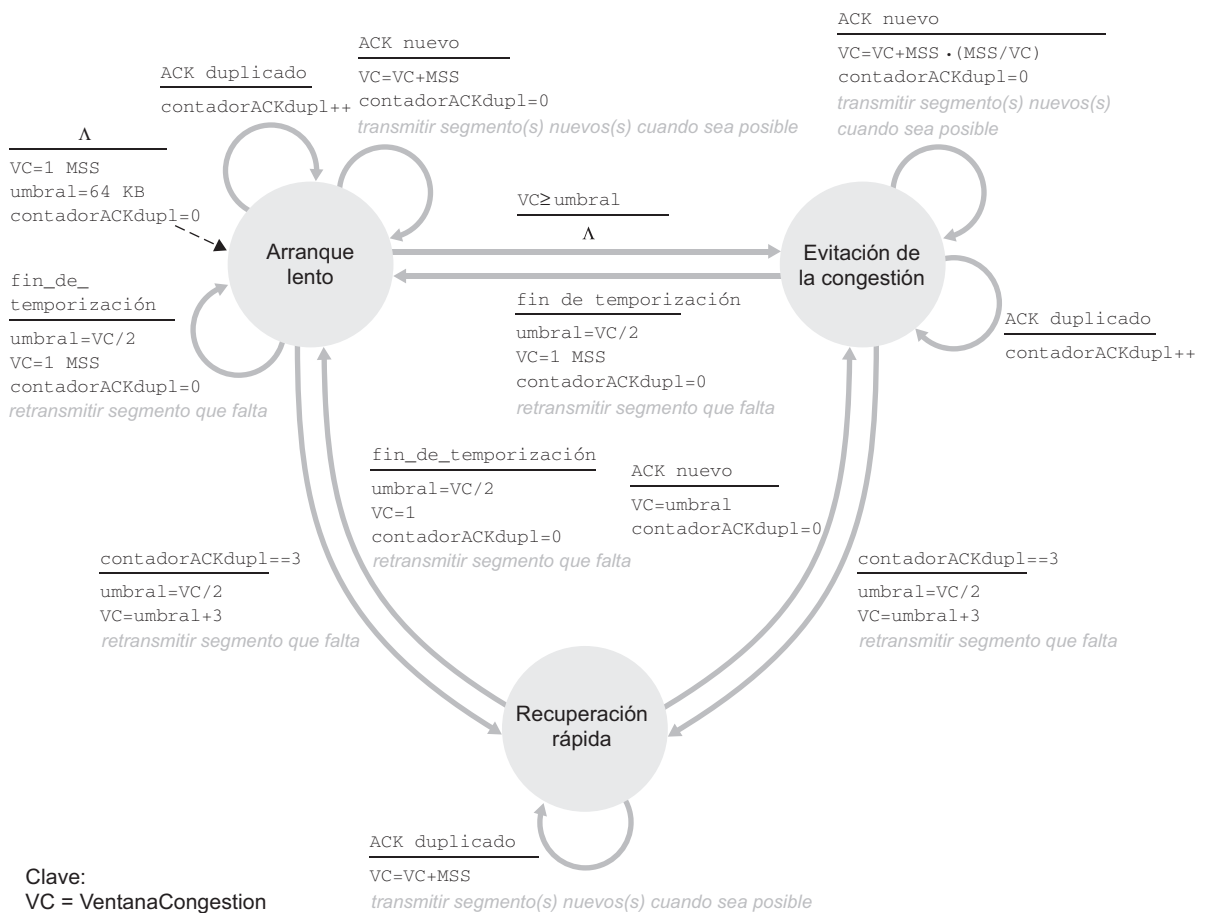 ACK nuevo
VC=VC+MSS
contadorACKdupl=0
transmitir segmento(s) nuevos(s) cuando sea posible
ACK duplicado
contadorACKdupl++
Λ
VC=1 MSS
umbral=64 KB
contadorACKdupl=0
ACK nuevo
VC=VC+MSS·(MSS/VC)
contadorACKdupl=0
transmitir segmento(s) nuevos(s)
cuando sea posible
VC≥umbral
Λ
Arranque
lento
Evitación de
la congestión
fin_de_
temporización
umbral=VC/2
VC=1 MSS
contadorACKdupl=0
retransmitir segmento que falta
fin de temporización
umbral=VC/2
VC=1 MSS
contadorACKdupl=0
retransmitir segmento que falta
ACK duplicado
contadorACKdupl++
fin_de_temporización
umbral=VC/2
VC=1
contadorACKdupl=0
retransmitir segmento que falta
ACK nuevo
VC=umbral
contadorACKdupl=0
contadorACKdupl==3
umbral=VC/2
VC=umbral+3
retransmitir segmento que falta
contadorACKdupl==3
umbral=VC/2
VC=umbral+3
retransmitir segmento que falta
Recuperación
rápida
ACK duplicado
VC=VC+MSS
transmitir segmento(s) nuevos(s) cuando sea posible
Clave:
VC = VentanaCongestion